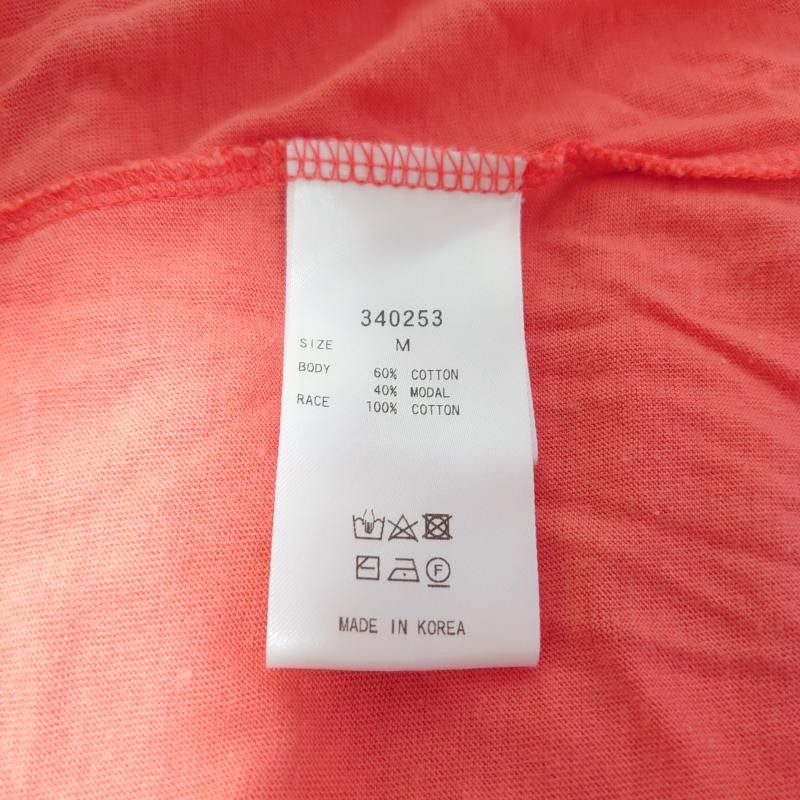 340253
SIZE M
BODY 60% COTTON
40% MODAL
RACE 100% COTTON
F
MADE IN KOREA